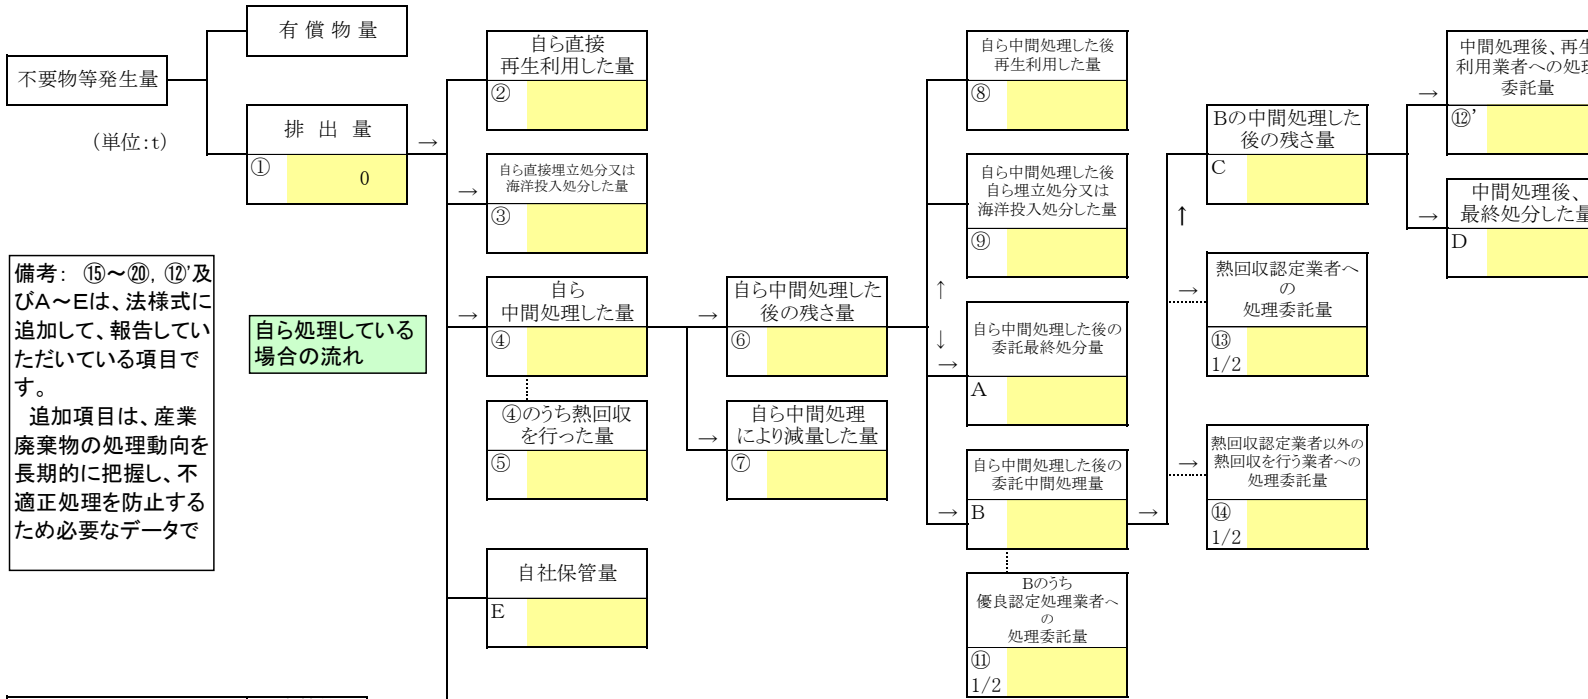 有 償 物 量
不要物等発生量
(単位:t)
排 出 量
→
①
0
備考: ⑮～⑳, ⑫'及
びA～Eは、法様式に
追加して、報告してい
ただいている項目で
す。
追加項目は、産業
廃棄物の処理動向を
長期的に把握し、不
適正処理を防止する
ため必要なデータで
自ら処理している
場合の流れ
自ら直接
再生利用した量
②
→
自ら直接埋立処分又は
海洋投入処分した量
③
→
自ら
中間処理した量
④
④のうち熱回収
を行った量
⑤
自社保管量
E
→
自ら中間処理した
後の残さ量
⑥
→
自ら中間処理
により減量した量
⑦
自ら中間処理した後
再生利用した量
⑧
自ら中間処理した後
自ら埋立処分又は
海洋投入処分した量
⑨
↑
↓
→
自ら中間処理した後の
委託最終処分量
A
→
自ら中間処理した後の
委託中間処理量
B
→
Bのうち
優良認定処理業者へ
の
処理委託量
⑪
1/2
Bの中間処理した
後の残さ量
C
↑
→
熱回収認定業者へ
の
処理委託量
⑬
1/2
→
熱回収認定業者以外の
熱回収を行う業者への
処理委託量
⑭
1/2
→
中間処理後、再生
利用業者への処理
委託量
⑫'
→
中間処理後、
最終処分した量
D